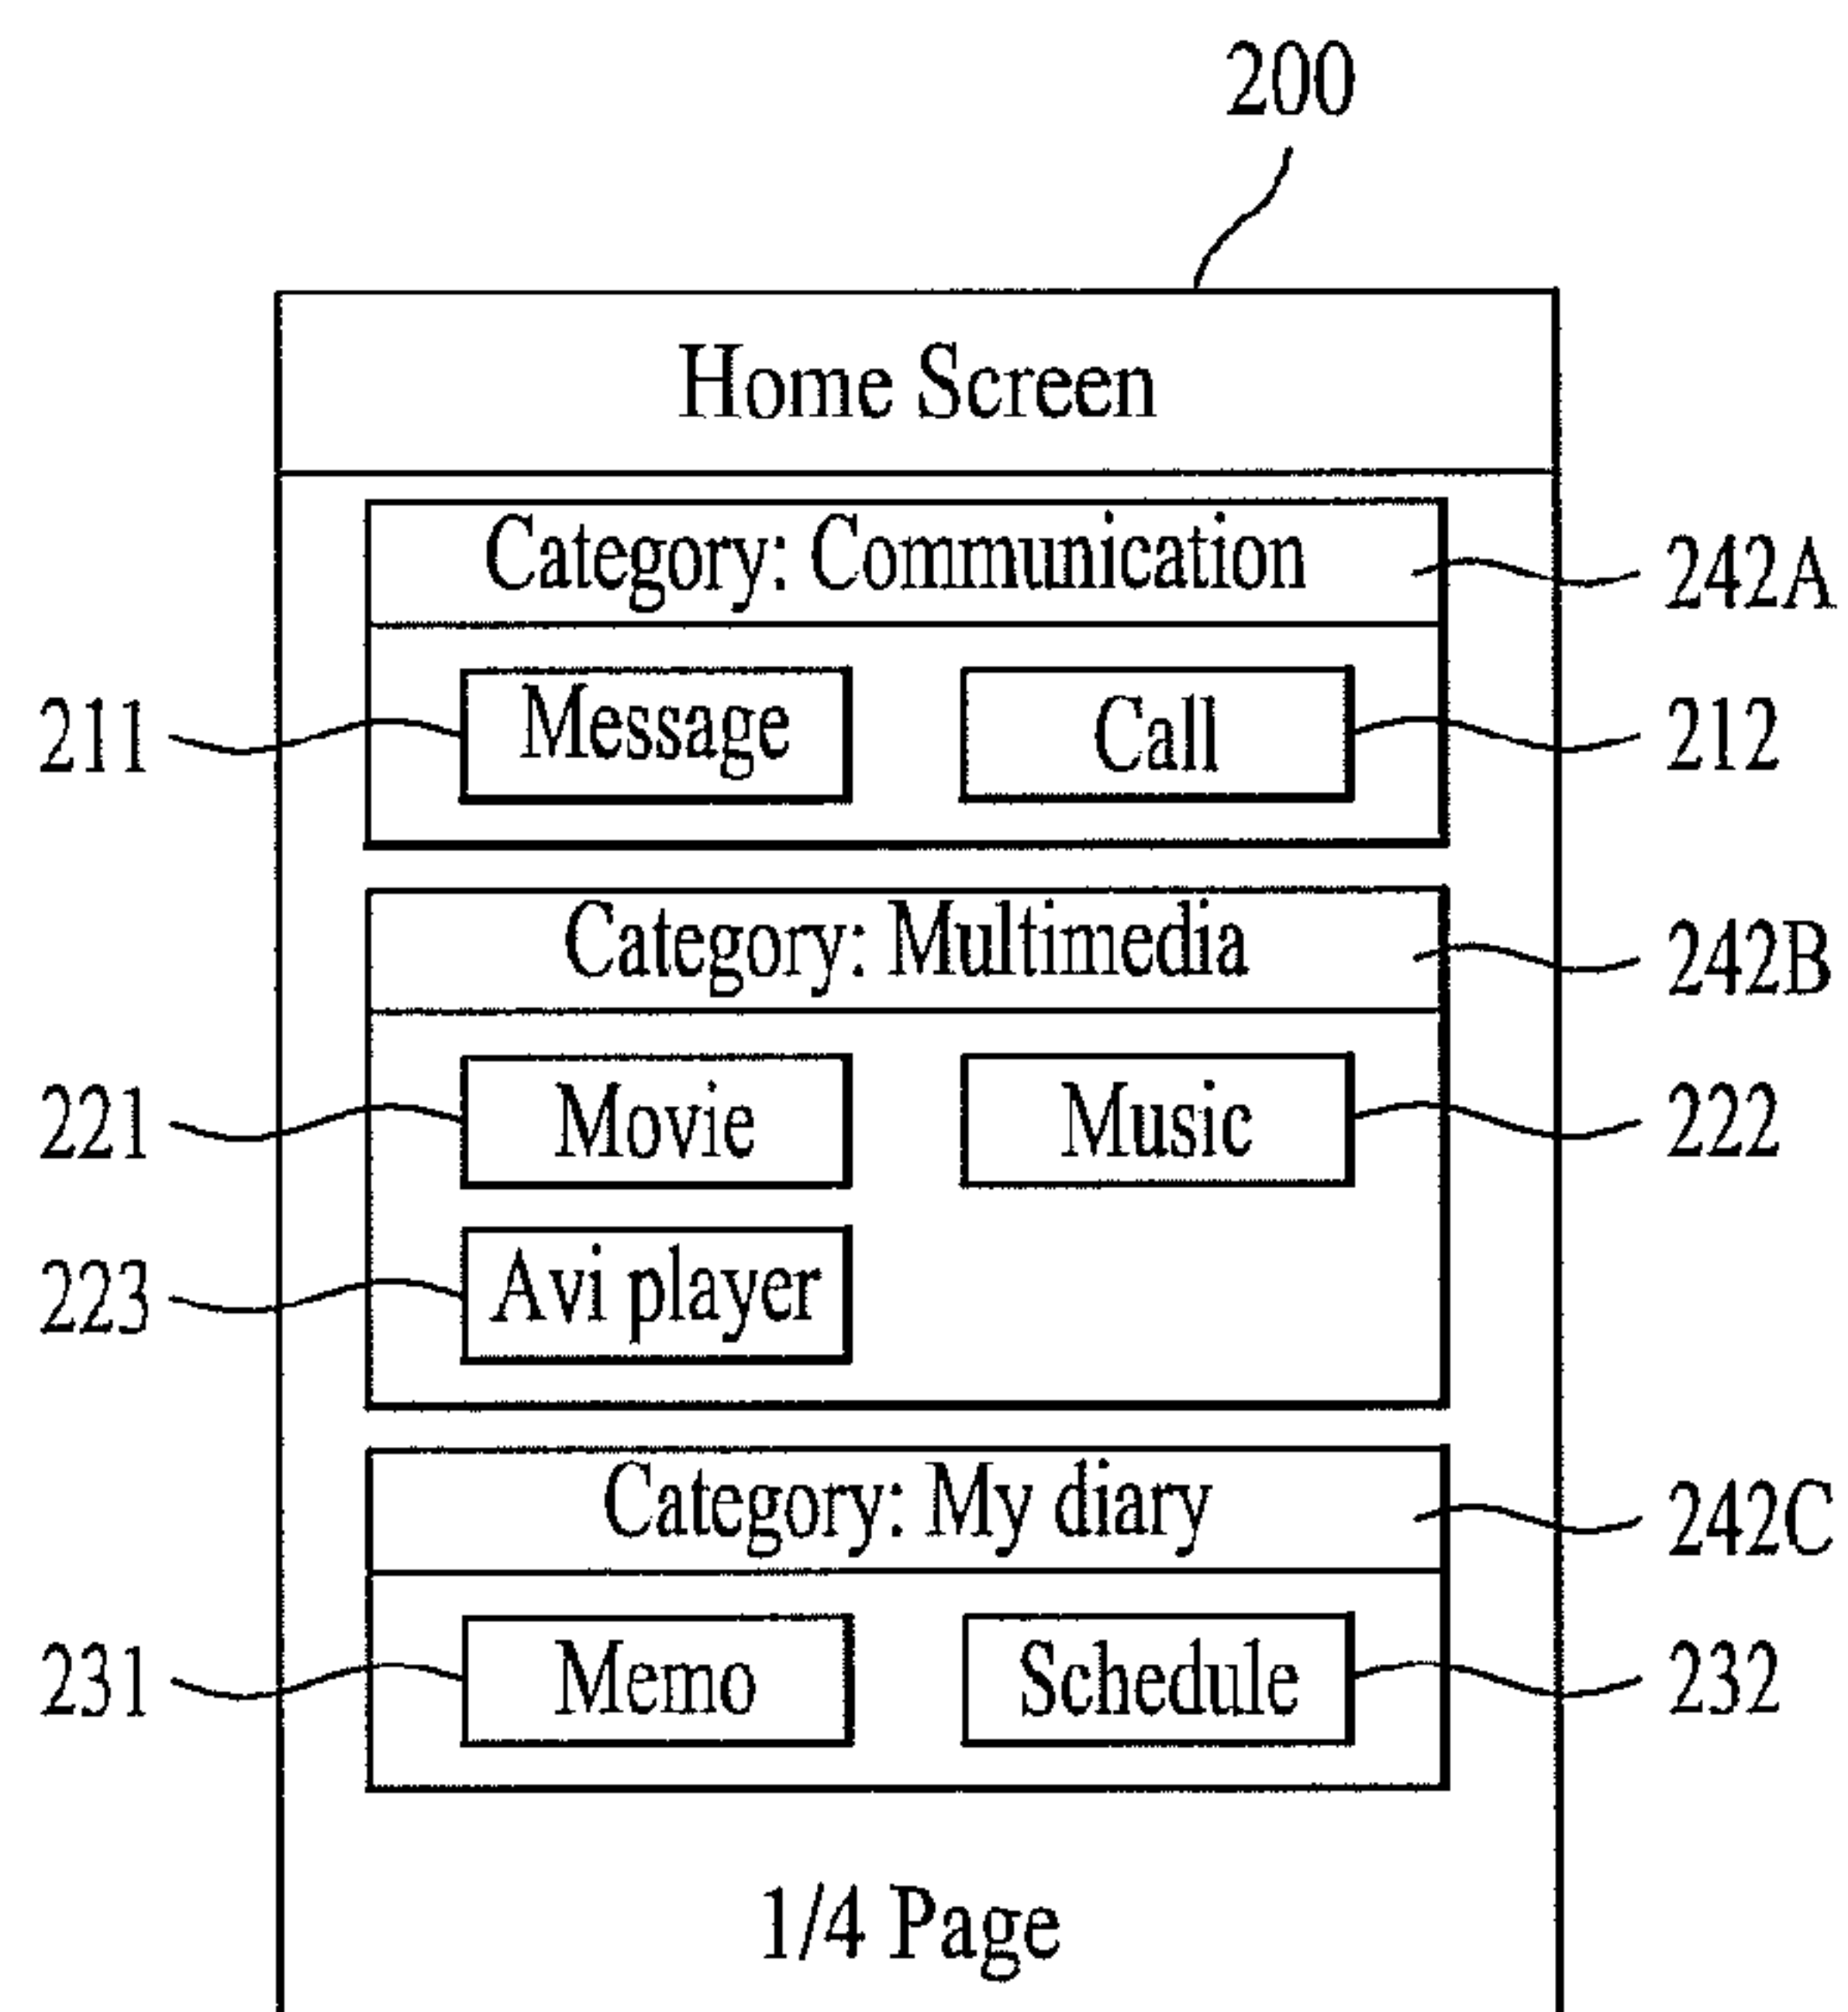 200
Home Screen
Category: Communication
242A
211
Message
Call
212
Category: Multimedia
242B
221
Movie
Music
222
223
Avi player
Category: My diary
242C
231
Memo
Schedule
232
1/4 Page